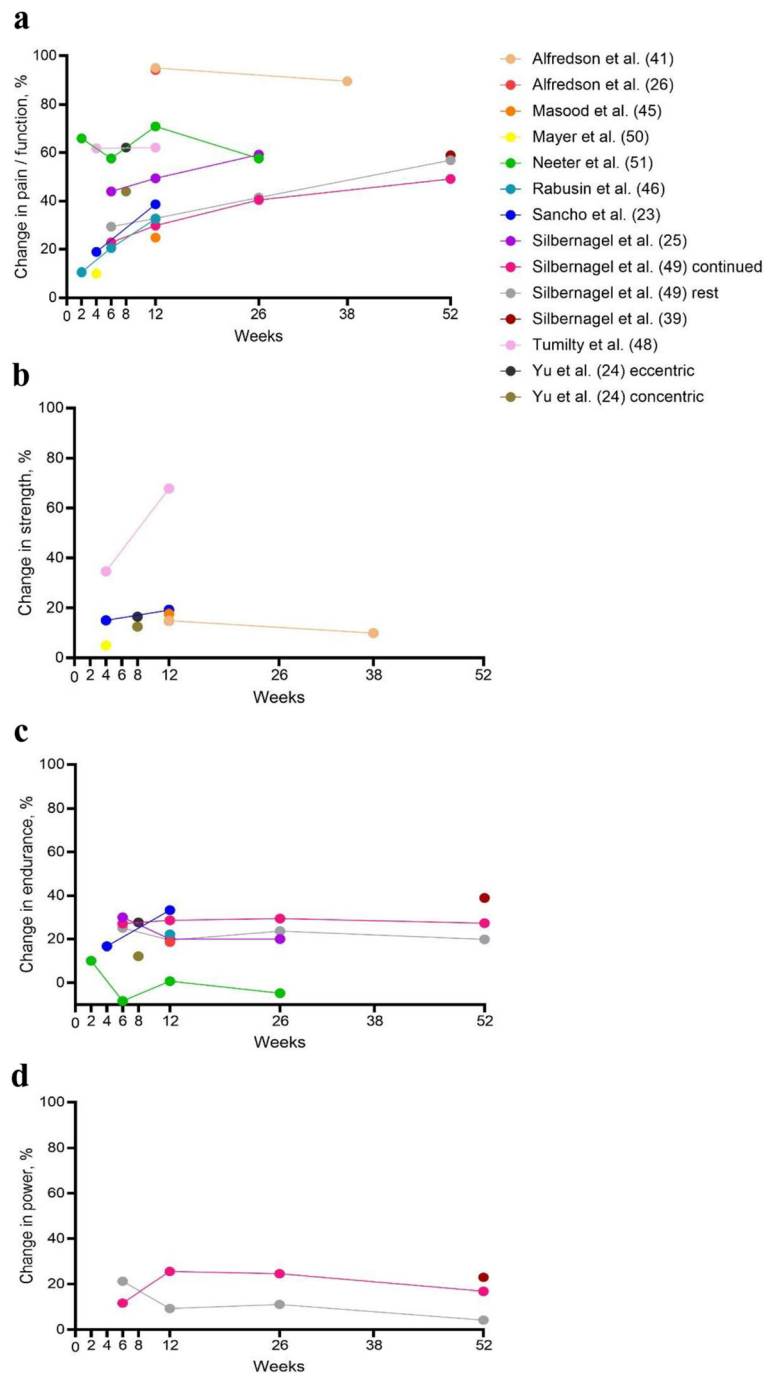 a
Change in pain / function, %
100
80
60
40
20
0
0 2 4 6 8 12 26 38 52
Weeks
Alfredson et al. (41)
Alfredson et al. (26)
Masood et al. (45)
Mayer et al. (50)
Neeter et al. (51)
Rabusin et al. (46)
Sancho et al. (23)
Silbernagel et al. (25)
Silbernagel et al. (49) continued
Silbernagel et al. (49) rest
Silbernagel et al. (39)
Tumilty et al. (48)
Yu et al. (24) eccentric
Yu et al. (24) concentric
b
Change in strength, %
100
80
60
40
20
0
0 2 4 6 8 12 26 38 52
Weeks
c
Change in endurance, %
100
80
60
40
20
0
0 2 4 6 8 12 26 38 52
Weeks
d
Change in power, %
100
80
60
40
20
0
0 2 4 6 8 12 26 38 52
Weeks